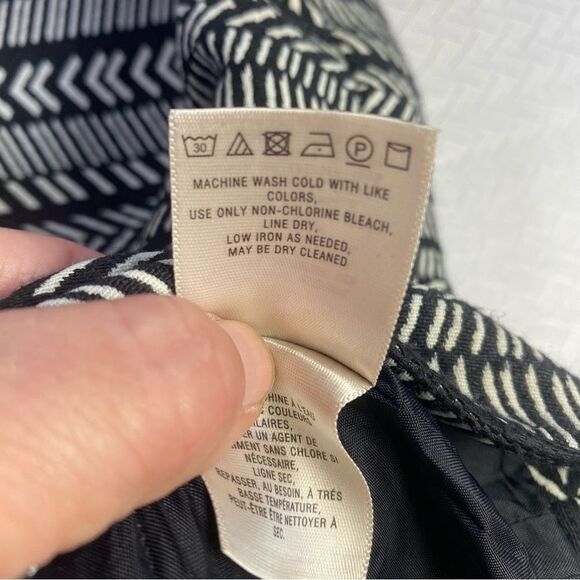 30
P
MACHINE WASH COLD WITH LIKE
COLORS,
USE ONLY NON-CHLORINE BLEACH,
LINE DRY,
LOW IRON AS NEEDED,
MAY BE DRY CLEANED
A L'EAU
COULEURS
UN AGENT DE
SANS CHLORE SI
NÉCESSAIRE,
LIGNE SEC,
REPASSER, AU BESOIN, À TRÉS
BASSE TEMPÉRATURE,
PEUT-ÊTRE ÊTRE NETTOYER À
SEC.